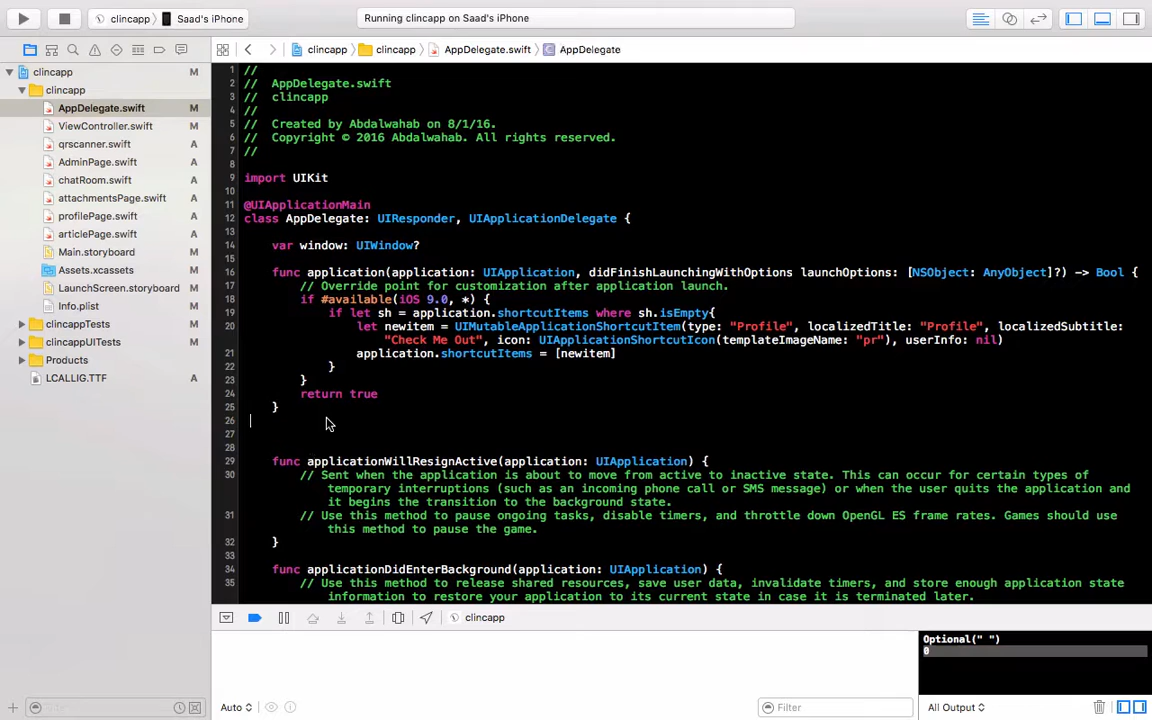 clincapp
Saad's iPhone
Running clincapp on Saad's iPhone
clincapp
clincapp
AppDelegate.swift
AppDelegate
clincapp M
clincapp
AppDelegate.swift M
ViewController.swift M
qrscanner.swift A
AdminPage.swift A
chatRoom.swift A
attachmentsPage.swift A
profilePage.swift A
articlePage.swift A
Main.storyboard M
Assets.xcassets M
LaunchScreen.storyboard M
Info.plist M
clincappTests
clincappUITests
Products
LCALLIG.TTF A
1 //
2 //  AppDelegate.swift
3 //  clincapp
4 //
5 //  Created by Abdalwahab on 8/1/16.
6 //  Copyright © 2016 Abdalwahab. All rights reserved.
7 //
8
9 import UIKit
10
11 @UIApplicationMain
12 class AppDelegate: UIResponder, UIApplicationDelegate {
13
14 var window: UIWindow?
15
16 func application(application: UIApplication, didFinishLaunchingWithOptions launchOptions: [NSObject: AnyObject]?) -> Bool {
17 // Override point for customization after application launch.
18 if #available(iOS 9.0, *) {
19 if let sh = application.shortcutItems where sh.isEmpty{
20 let newitem = UIMutableApplicationShortcutItem(type: "Profile", localizedTitle: "Profile", localizedSubtitle:
"Check Me Out", icon: UIApplicationShortcutIcon(templateImageName: "pr"), userInfo: nil)
21 application.shortcutItems = [newitem]
22 }
23 }
24 return true
25 }
26
27
28
29 func applicationWillResignActive(application: UIApplication) {
30 // Sent when the application is about to move from active to inactive state. This can occur for certain types of
temporary interruptions (such as an incoming phone call or SMS message) or when the user quits the application and
it begins the transition to the background state.
31 // Use this method to pause ongoing tasks, disable timers, and throttle down OpenGL ES frame rates. Games should use
this method to pause the game.
32 }
33
34 func applicationDidEnterBackground(application: UIApplication) {
35 // Use this method to release shared resources, save user data, invalidate timers, and store enough application state
information to restore your application to its current state in case it is terminated later.
clincapp
Optional(" ")
0
Auto
Filter
All Output